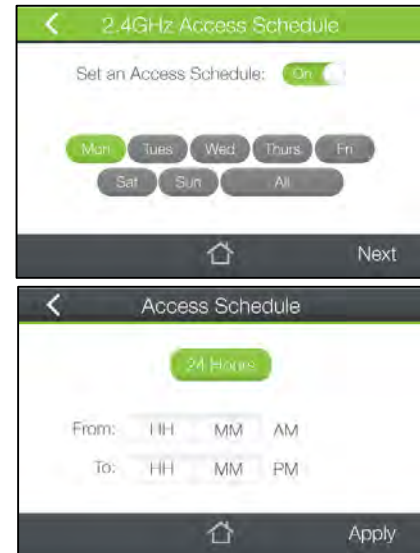 2.4GHz Access Schedule
Set an Access Schedule: On
Mon Tues Wed Thurs Fri
Sat Sun All
Next
Access Schedule
24 Hours
From: HH MM AM
To: HH MM PM
Apply